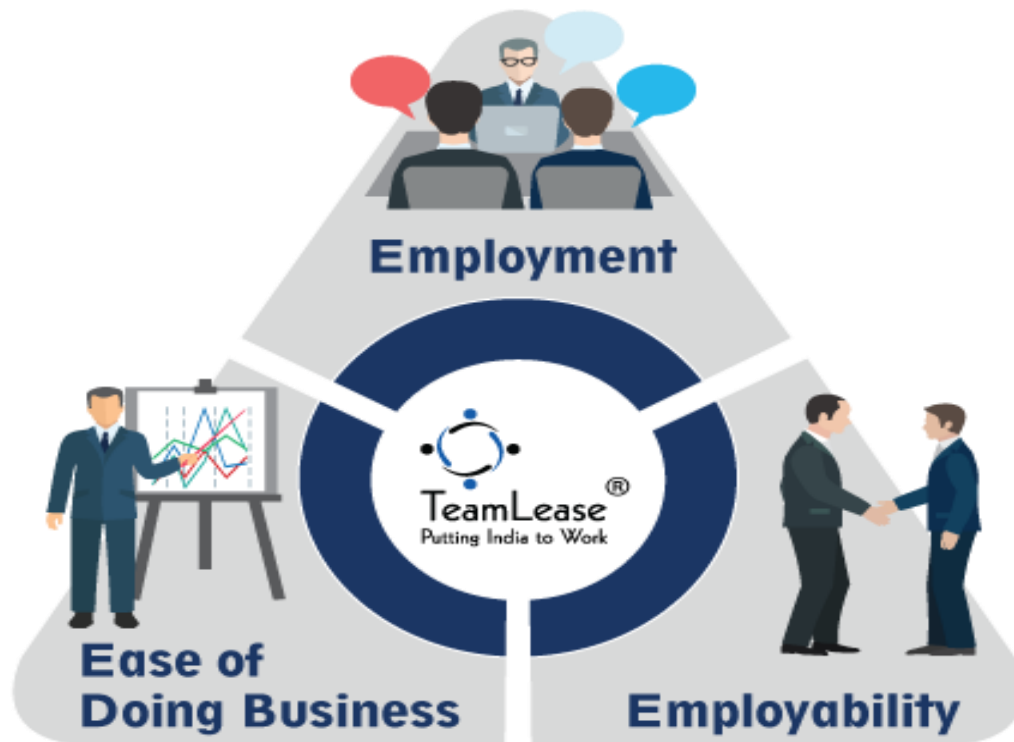 Employment
TeamLease®
Putting India to Work
Ease of
Doing Business
Employability